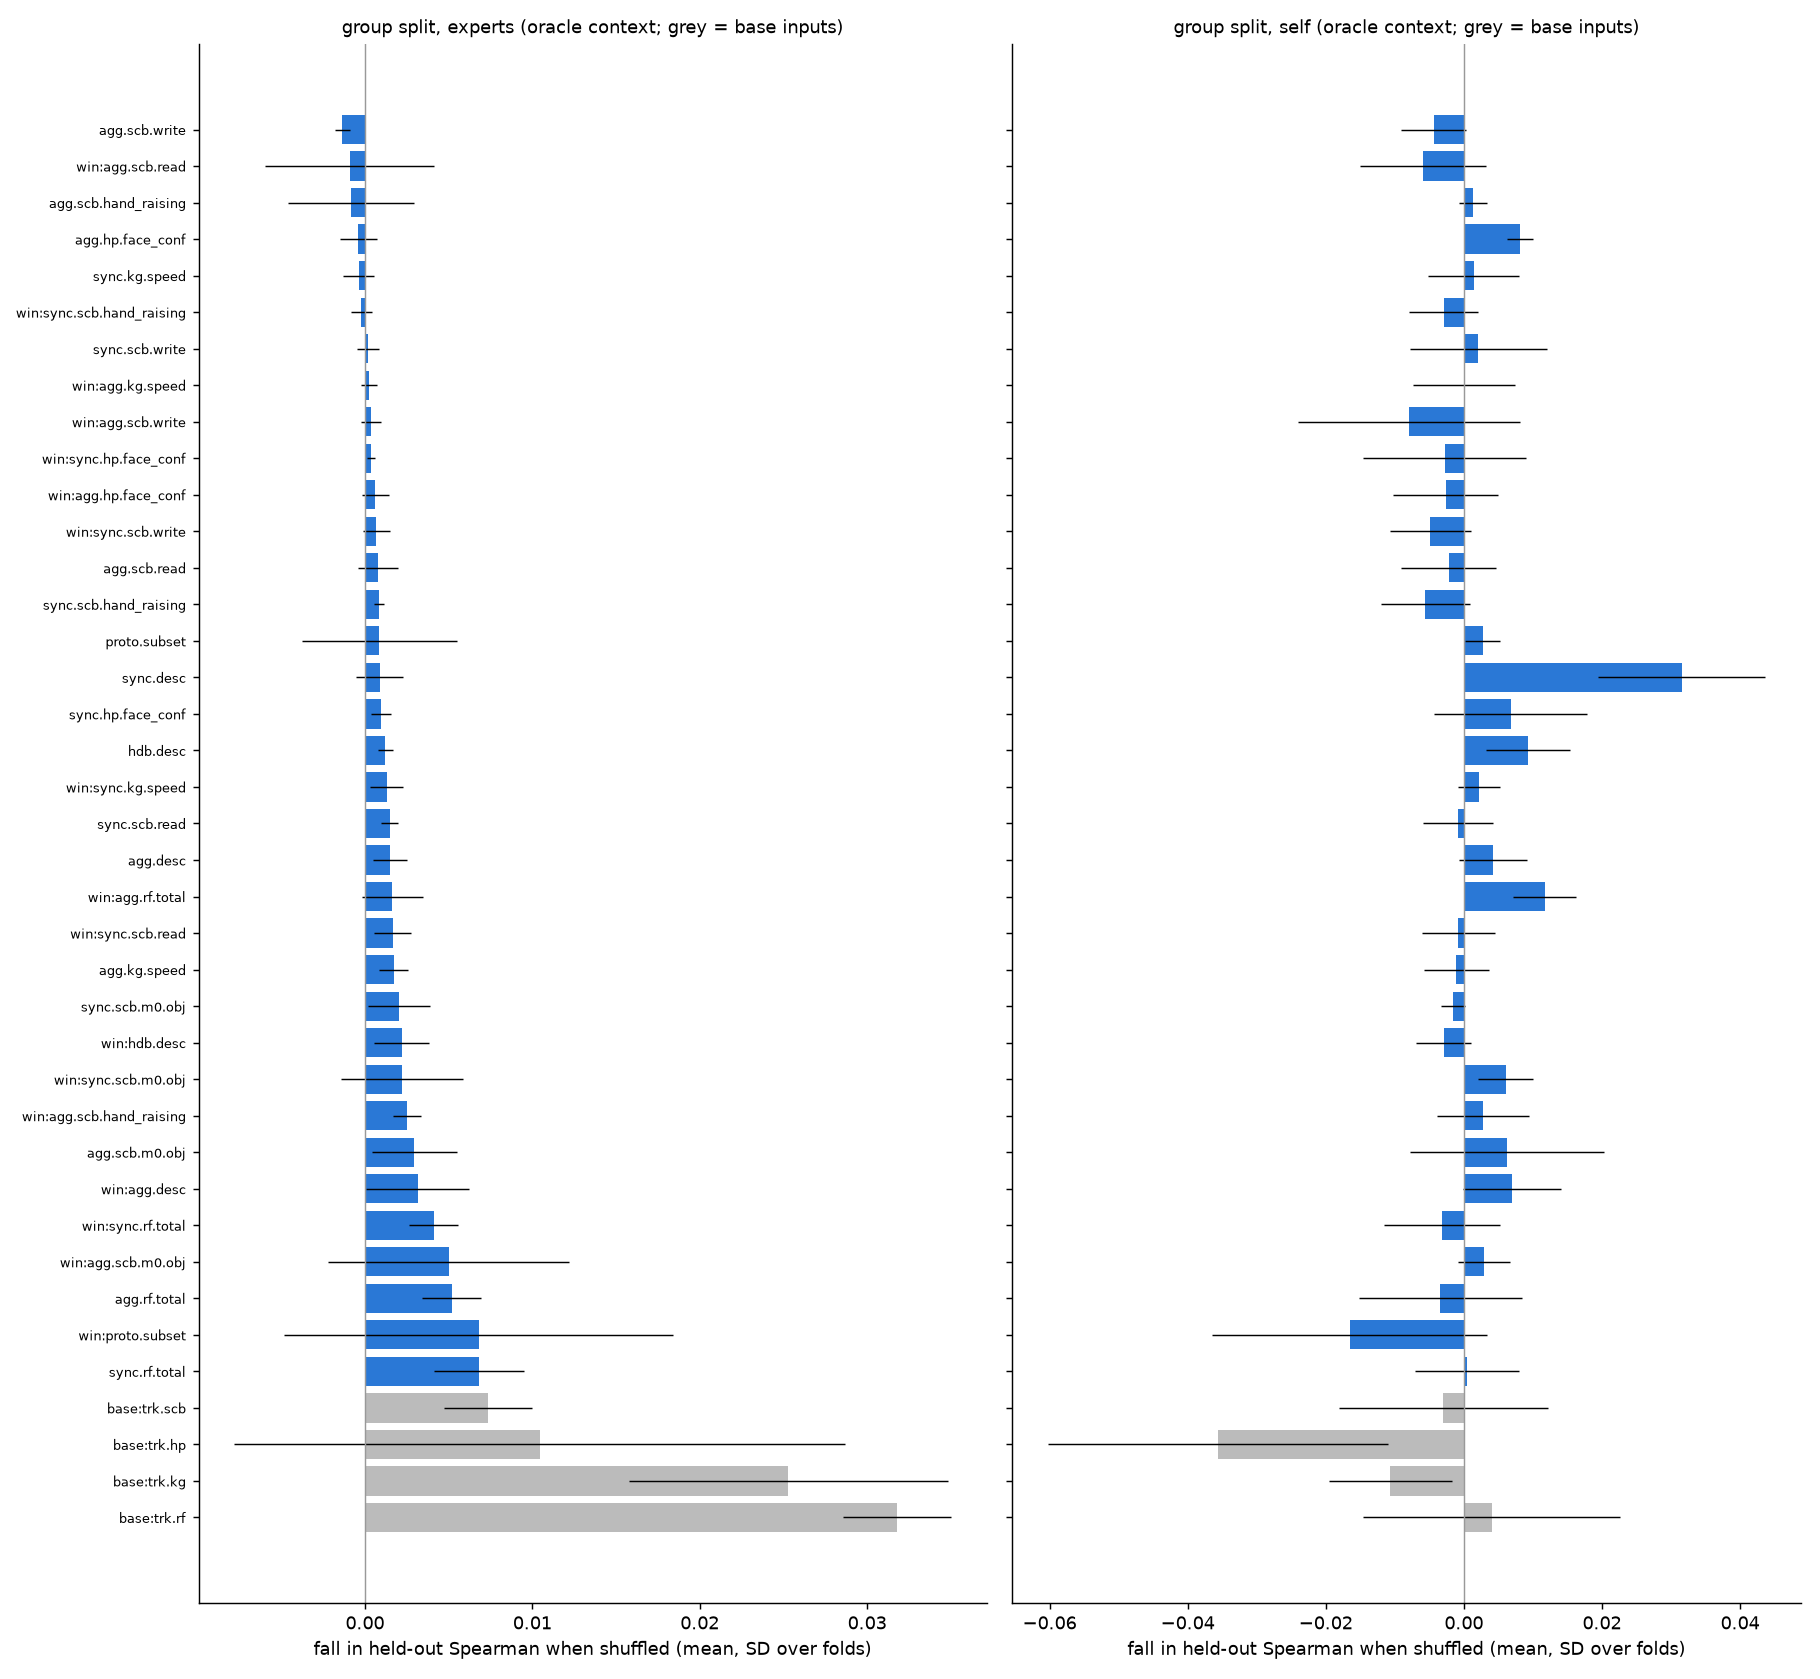 group split, experts (oracle context; grey = base inputs)
group split, self (oracle context; grey = base inputs)
agg.scb.write
win:agg.scb.read
agg.scb.hand_raising
agg.hp.face_conf
sync.kg.speed
win:sync.scb.hand_raising
sync.scb.write
win:agg.kg.speed
win:agg.scb.write
win:sync.hp.face_conf
win:agg.hp.face_conf
win:sync.scb.write
agg.scb.read
sync.scb.hand_raising
proto.subset
sync.desc
sync.hp.face_conf
hdb.desc
win:sync.kg.speed
sync.scb.read
agg.desc
win:agg.rf.total
win:sync.scb.read
agg.kg.speed
sync.scb.m0.obj
win:hdb.desc
win:sync.scb.m0.obj
win:agg.scb.hand_raising
agg.scb.m0.obj
win:agg.desc
win:sync.rf.total
win:agg.scb.m0.obj
agg.rf.total
win:proto.subset
sync.rf.total
base:trk.scb
base:trk.hp
base:trk.kg
base:trk.rf
0.00 0.01 0.02 0.03
fall in held-out Spearman when shuffled (mean, SD over folds)
−0.06 −0.04 −0.02 0.00 0.02 0.04
fall in held-out Spearman when shuffled (mean, SD over folds)